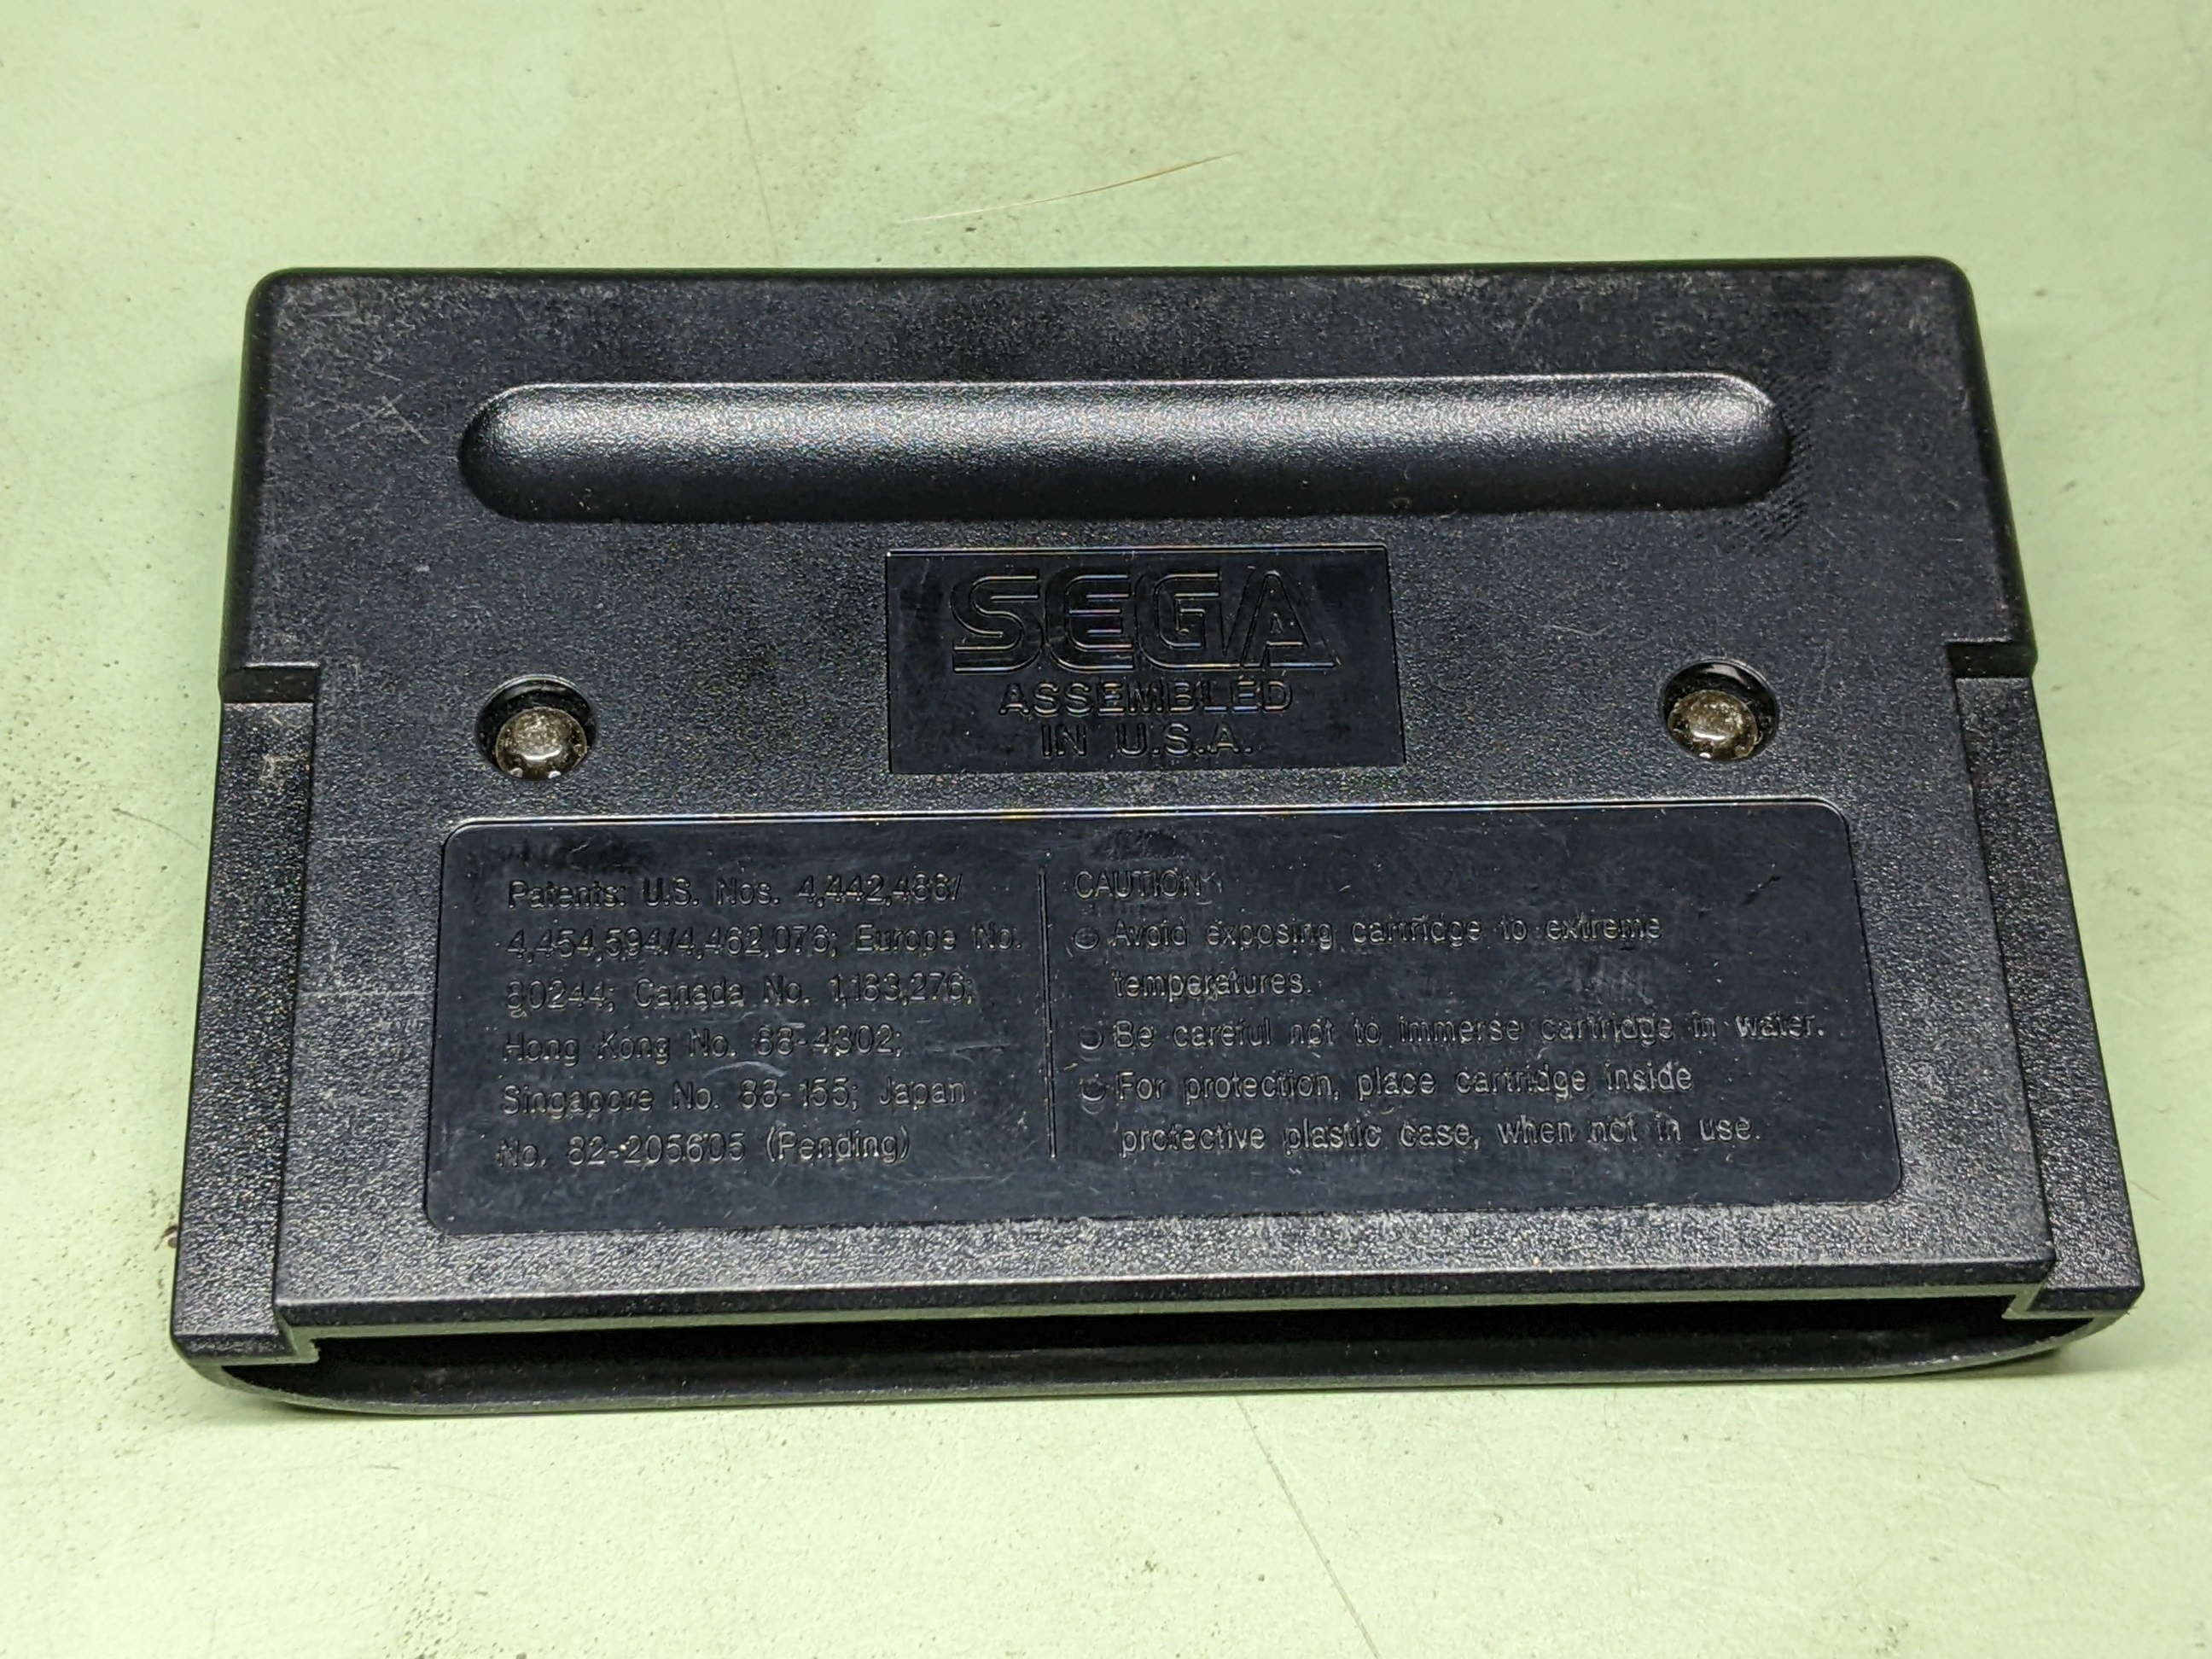 SEGA
ASSEMBLED
IN U.S.A.
Patents: U.S. Nos. 4,442,486/
4,454,594/4,462,076; Europe No.
80244; Canada No. 1,183,276;
Hong Kong No. 88-4302;
Singapore No. 88-155; Japan
No. 82-205605 (Pending)
CAUTION
Avoid exposing cartridge to extreme
temperatures.
Be careful not to immerse cartridge in water.
For protection, place cartridge inside
protective plastic case, when not in use.